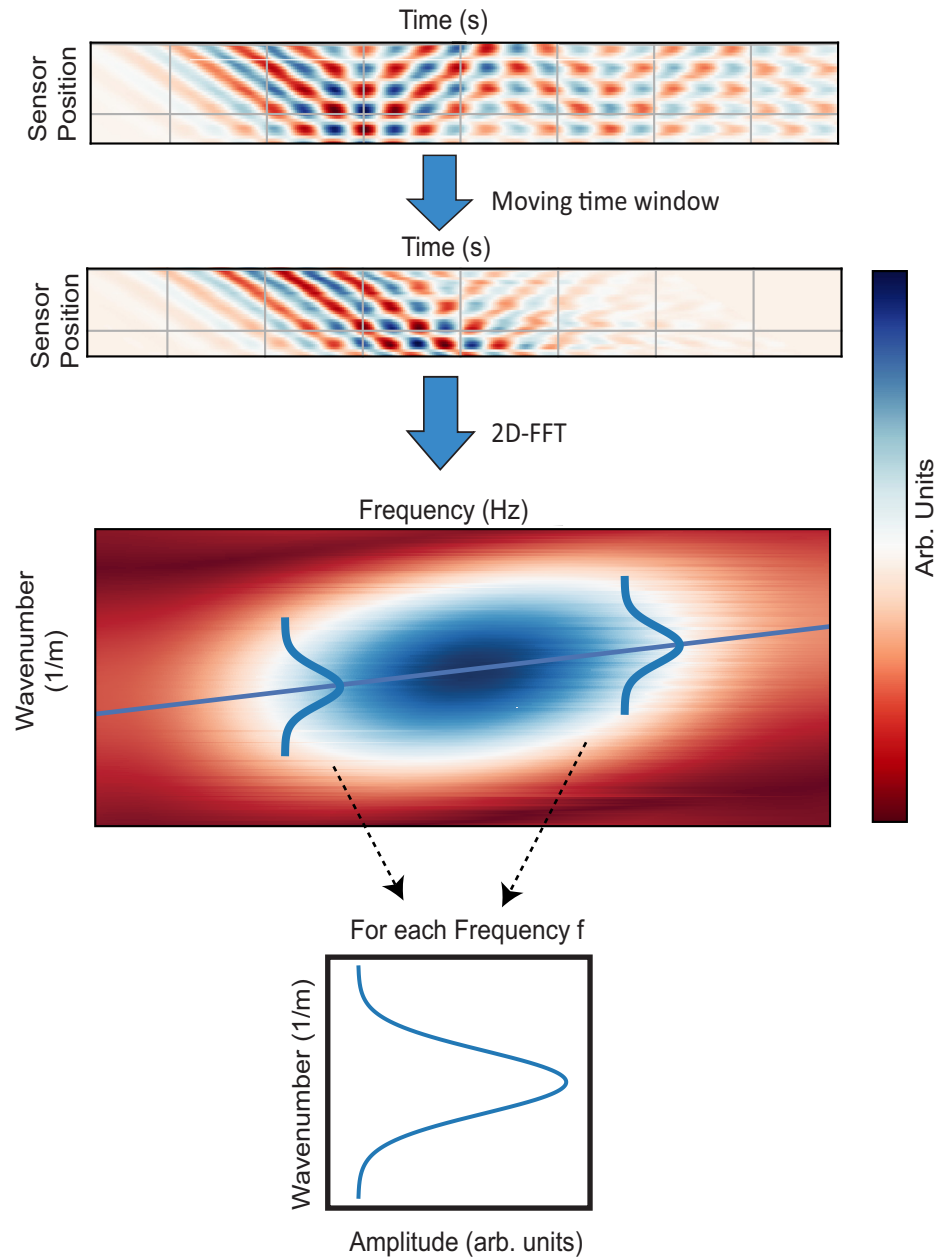 Time (s)
Sensor
Position
Moving time window
Time (s)
Sensor
Position
2D-FFT
Arb. Units
Frequency (Hz)
Wavenumber
(1/m)
For each Frequency f
Wavenumber (1/m)
Amplitude (arb. units)